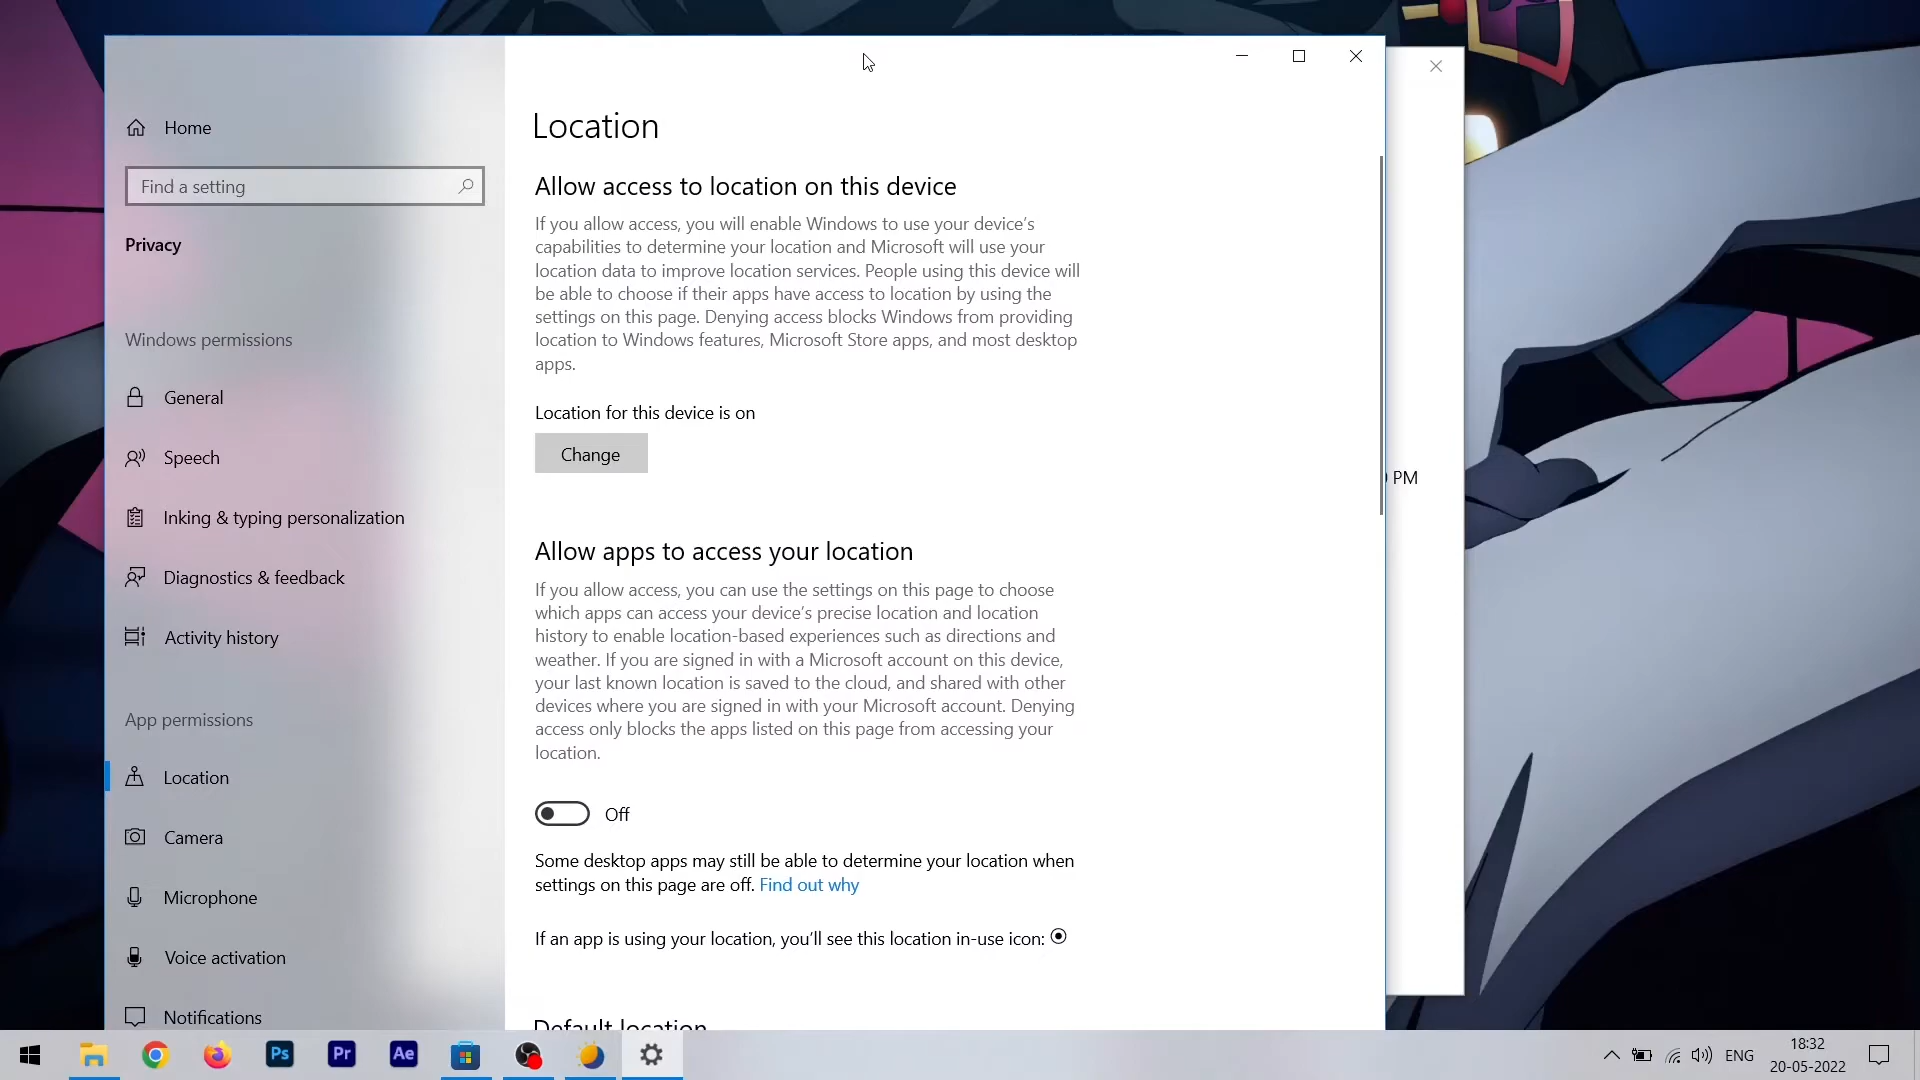 Home
Find a setting
Privacy
Windows permissions
General
Speech
Inking & typing personalization
Diagnostics & feedback
Activity history
App permissions
Location
Camera
Microphone
Voice activation
Notifications
Location
Allow access to location on this device
If you allow access, you will enable Windows to use your device's
capabilities to determine your location and Microsoft will use your
location data to improve location services. People using this device will
be able to choose if their apps have access to location by using the
settings on this page. Denying access blocks Windows from providing
location to Windows features, Microsoft Store apps, and most desktop
apps.
Location for this device is on
Change
Allow apps to access your location
If you allow access, you can use the settings on this page to choose
which apps can access your device's precise location and location
history to enable location-based experiences such as directions and
weather. If you are signed in with a Microsoft account on this device,
your last known location is saved to the cloud, and shared with other
devices where you are signed in with your Microsoft account. Denying
access only blocks the apps listed on this page from accessing your
location.
Off
Some desktop apps may still be able to determine your location when
settings on this page are off. Find out why
If an app is using your location, you'll see this location in-use icon:
Default location
PM
Ps
Pr
Ae
ENG
18:32
20-05-2022